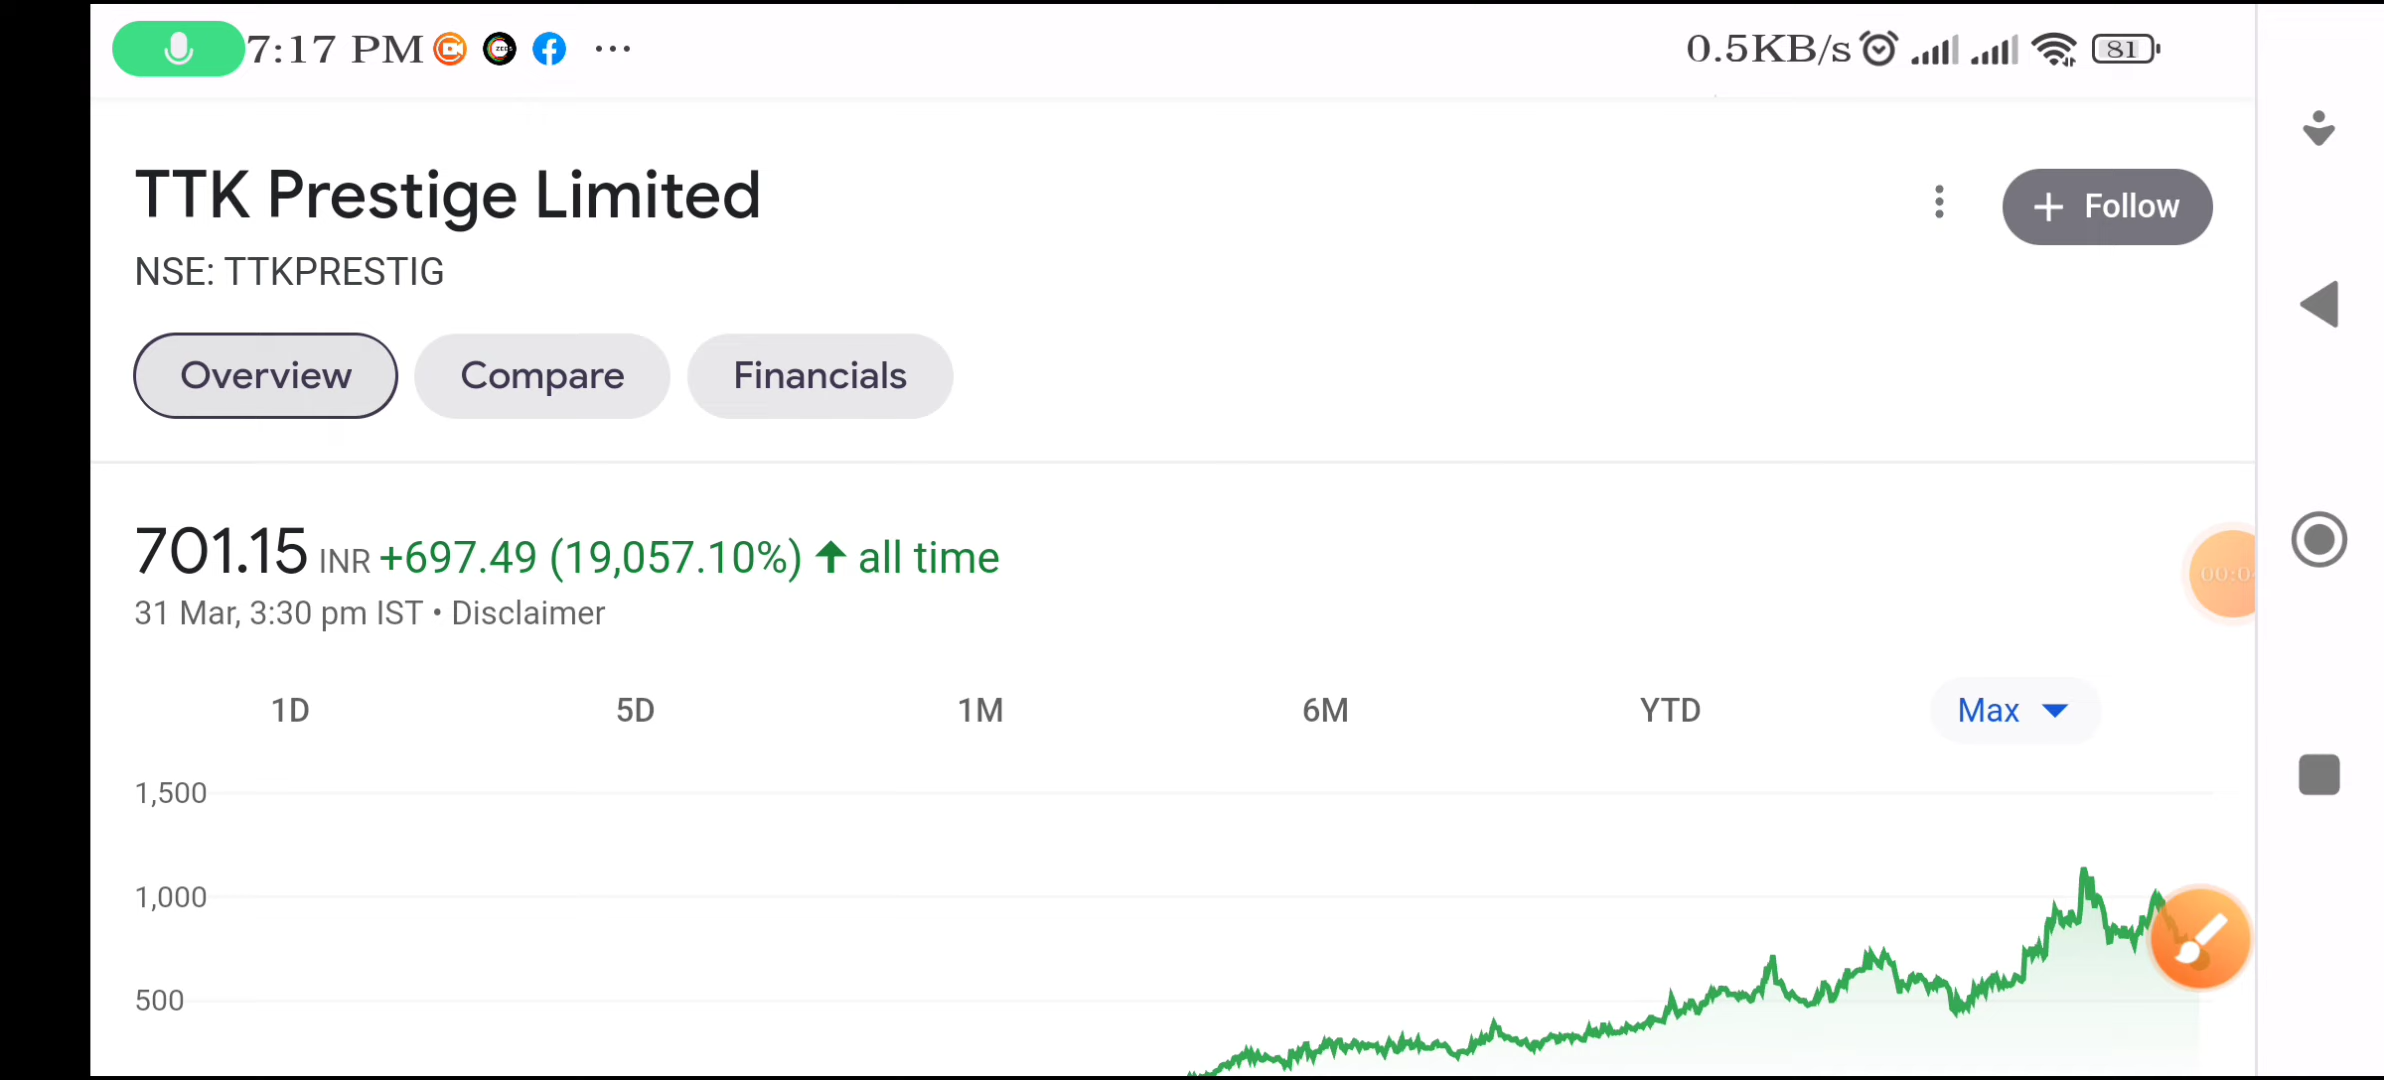 7:17 PM ... 0.5KB/s 81
TTK Prestige Limited
+ Follow
NSE: TTKPRESTIG
Overview Compare Financials
701.15 INR +697.49 (19,057.10%) ↑ all time
31 Mar, 3:30 pm IST • Disclaimer
1D 5D 1M 6M YTD Max
1,500
1,000
500